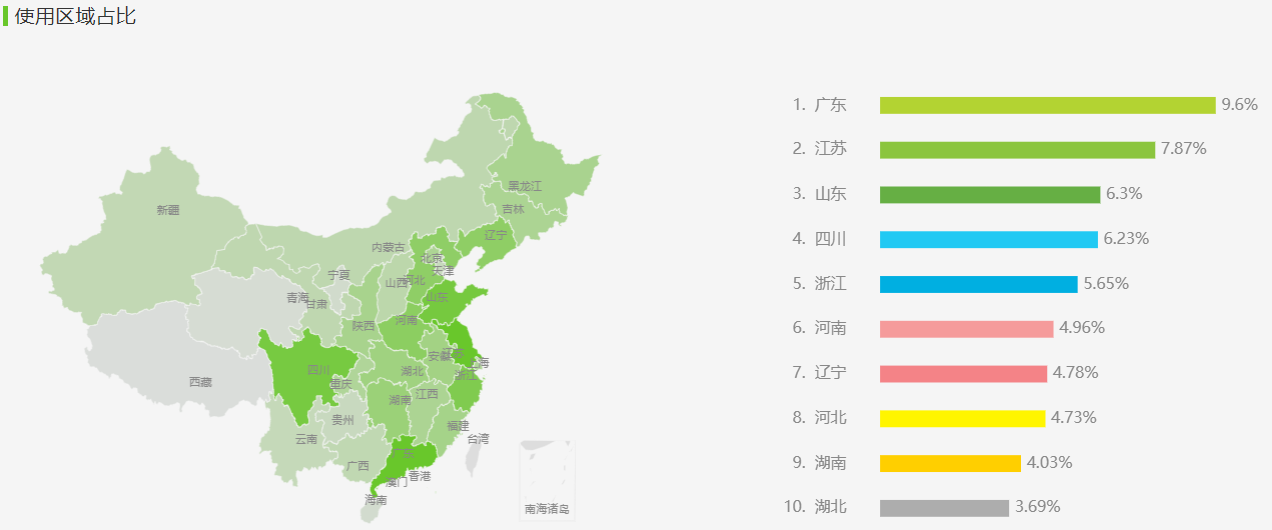 使用区域占比
黑龙江
吉林
新疆
辽宁
内蒙古
北京
天津
宁夏
山西
河北
青海
甘肃
山东
陕西
河南
安徽
江苏
上海
四川
湖北
浙江
西藏
重庆
江西
湖南
贵州
福建
云南
台湾
广东
广西
香港
澳门
海南
南海诸岛
1. 广东 9.6%
2. 江苏 7.87%
3. 山东 6.3%
4. 四川 6.23%
5. 浙江 5.65%
6. 河南 4.96%
7. 辽宁 4.78%
8. 河北 4.73%
9. 湖南 4.03%
10. 湖北 3.69%